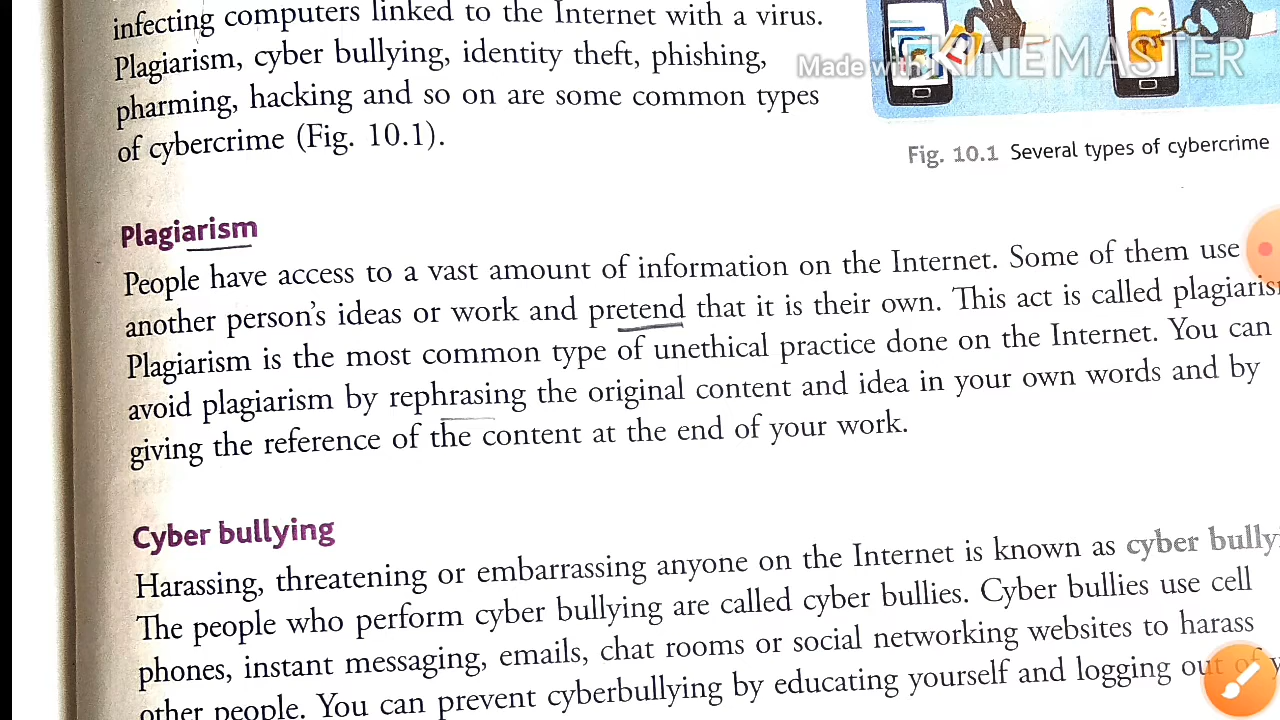 infecting computers linked to the Internet with a virus.
Plagiarism, cyber bullying, identity theft, phishing,
pharming, hacking and so on are some common types
of cybercrime (Fig. 10.1).
Made with KINEMASTER
Fig. 10.1 Several types of cybercrime
Plagiarism
People have access to a vast amount of information on the Internet. Some of them use
another person's ideas or work and pretend that it is their own. This act is called plagiaris
Plagiarism is the most common type of unethical practice done on the Internet. You can
avoid plagiarism by rephrasing the original content and idea in your own words and by
giving the reference of the content at the end of your work.
Cyber bullying
Harassing, threatening or embarrassing anyone on the Internet is known as cyber bully
The people who perform cyber bullying are called cyber bullies. Cyber bullies use cell
phones, instant messaging, emails, chat rooms or social networking websites to harass
other people. You can prevent cyberbullying by educating yourself and logging out of